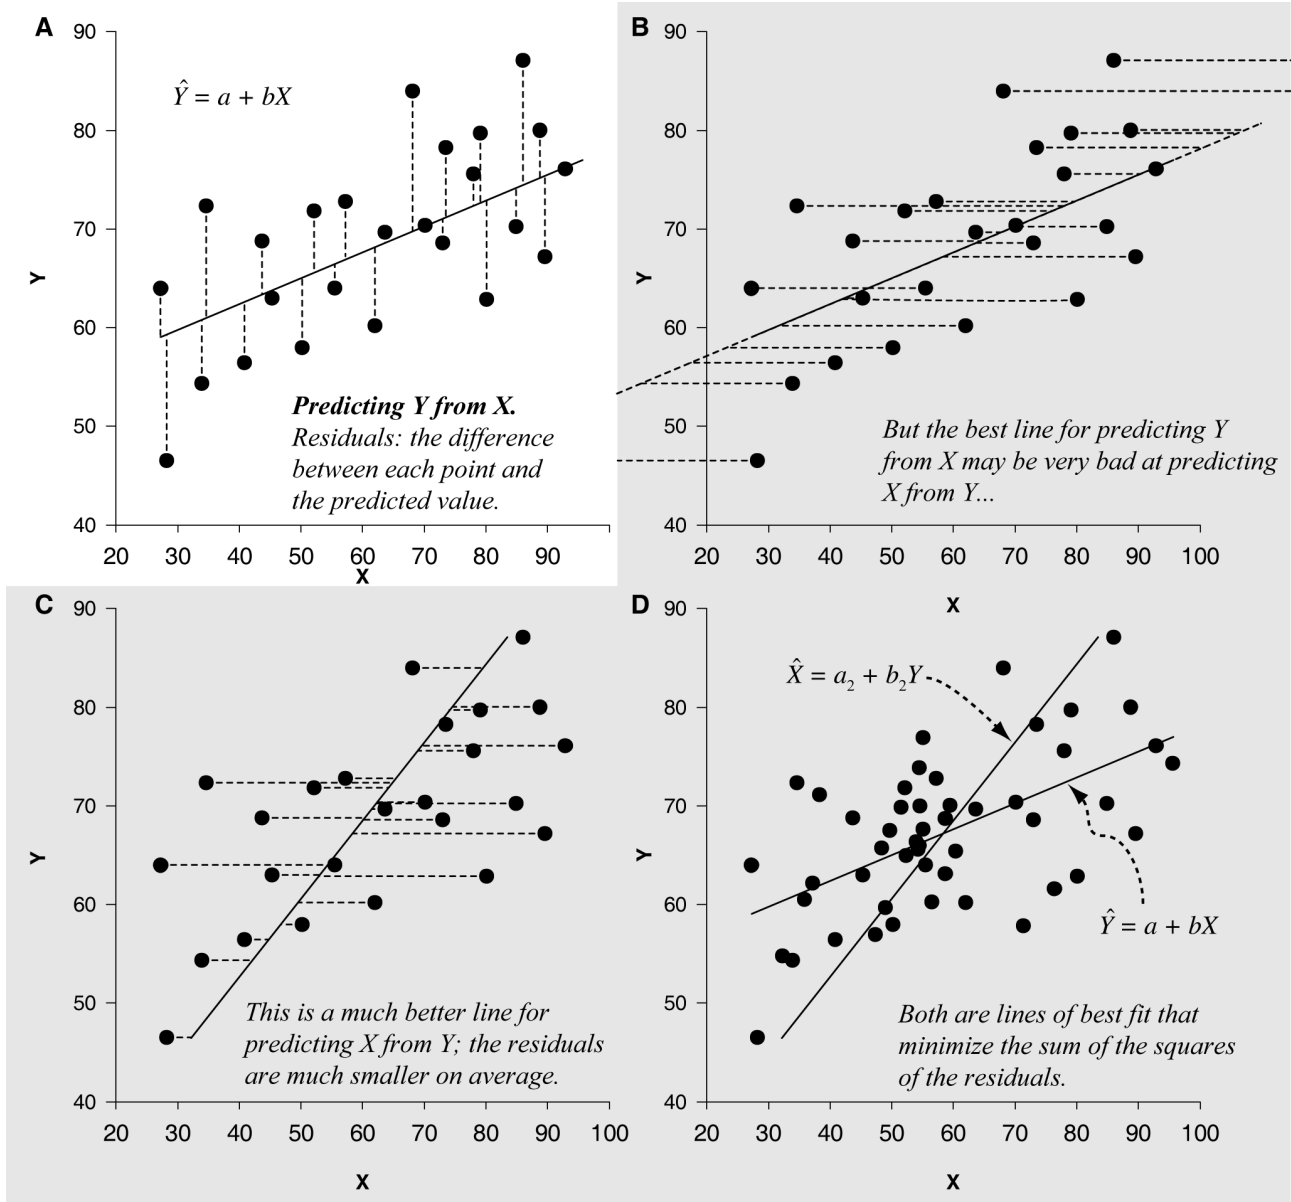 A
90
80
70
60
50
40
Y
Ŷ = a + bX
Predicting Y from X.
Residuals: the difference
between each point and
the predicted value.
20 30 40 50 60 70 80 90 100
X
B
90
80
70
60
50
40
Y
But the best line for predicting Y
from X may be very bad at predicting
X from Y...
20 30 40 50 60 70 80 90 100
X
C
90
80
70
60
50
40
Y
This is a much better line for
predicting X from Y; the residuals
are much smaller on average.
20 30 40 50 60 70 80 90 100
X
D
90
80
70
60
50
40
Y
X̂ = a₂ + b₂Y
Ŷ = a + bX
Both are lines of best fit that
minimize the sum of the squares
of the residuals.
20 30 40 50 60 70 80 90 100
X